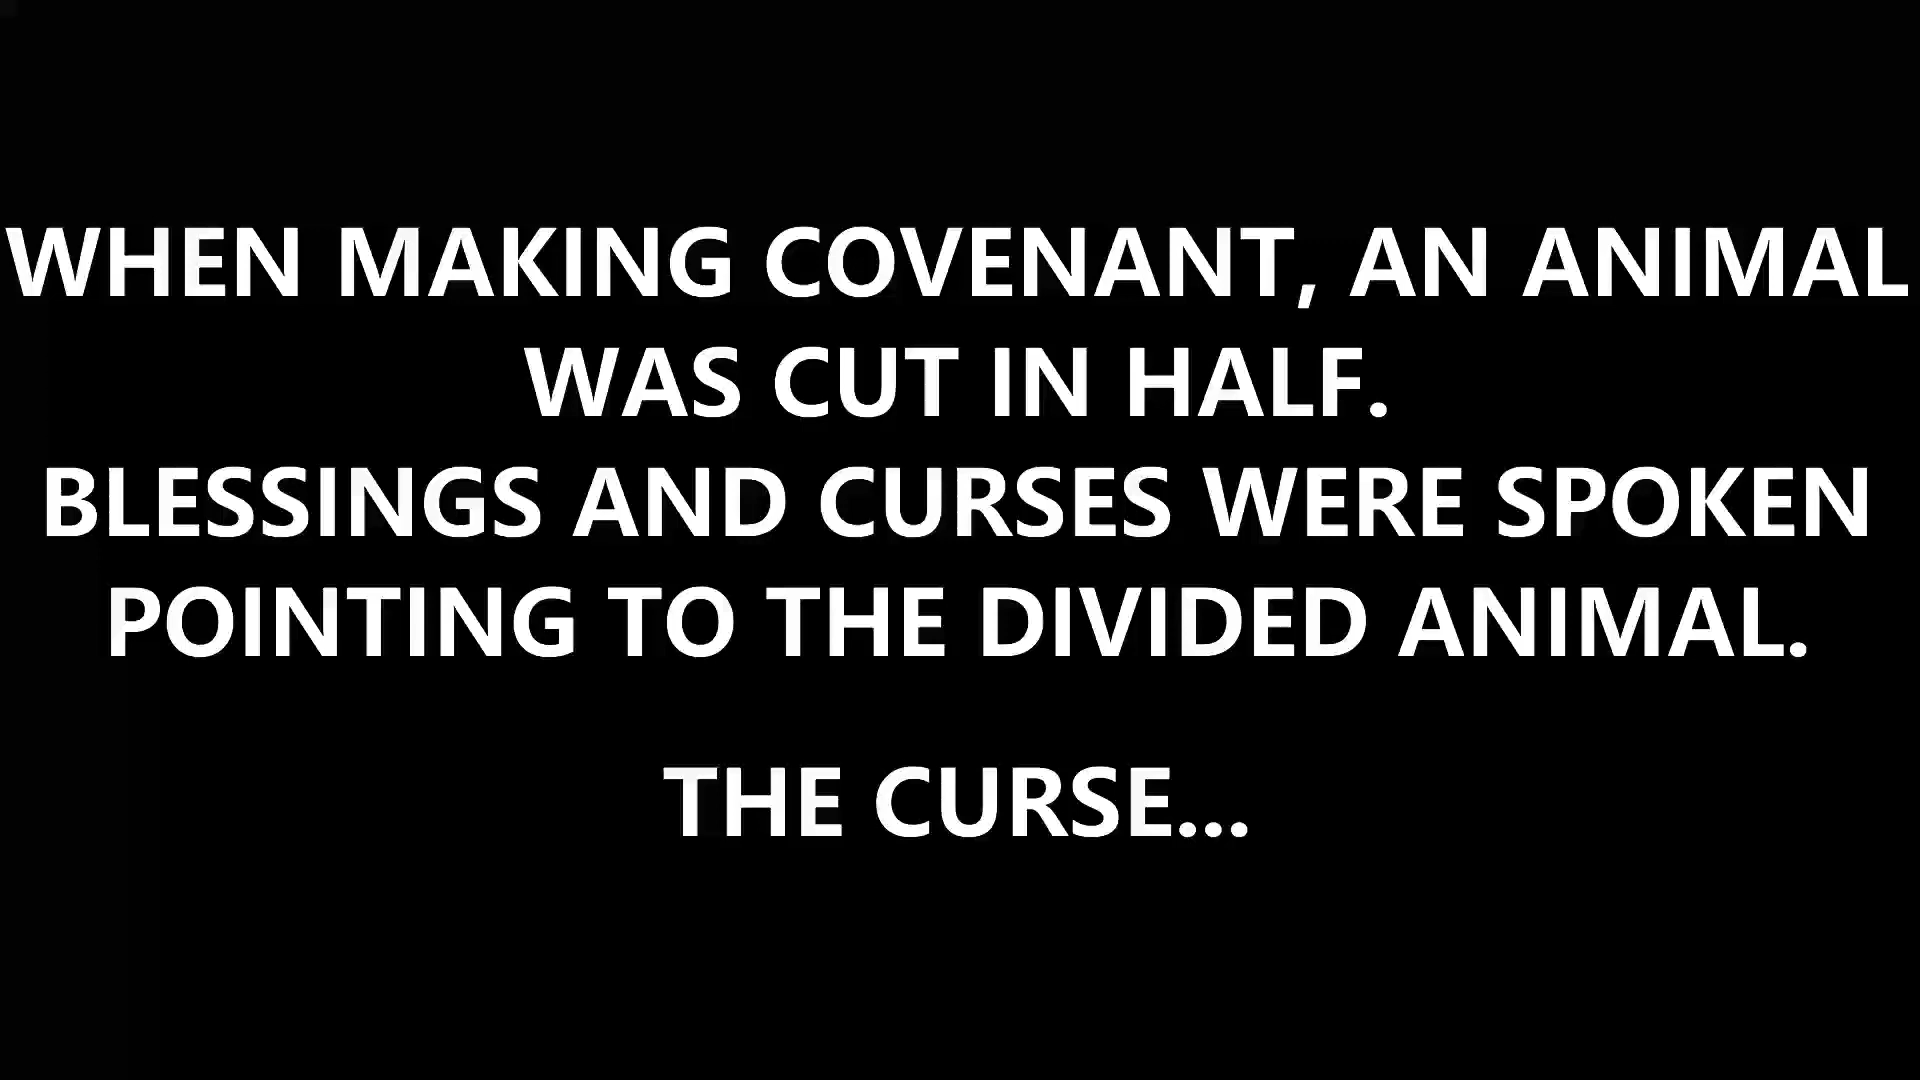 WHEN MAKING COVENANT, AN ANIMAL
WAS CUT IN HALF.
BLESSINGS AND CURSES WERE SPOKEN
POINTING TO THE DIVIDED ANIMAL.
THE CURSE...